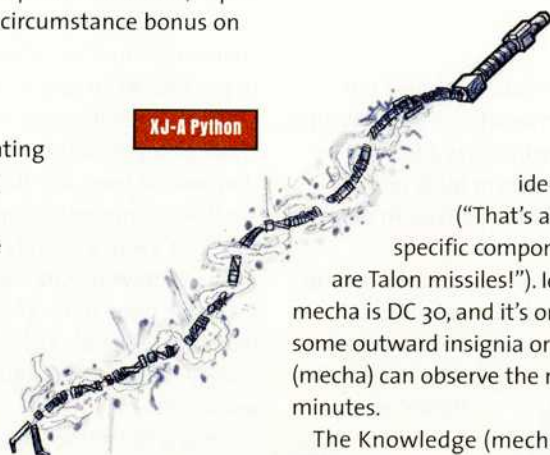 circumstance bonus on
XJ-A Python
ating
ide
("That's a
specific compor
are Talon missiles!"). Id
mecha is DC 30, and it's or
some outward insignia or
(mecha) can observe the r
minutes.
The Knowledge (mech